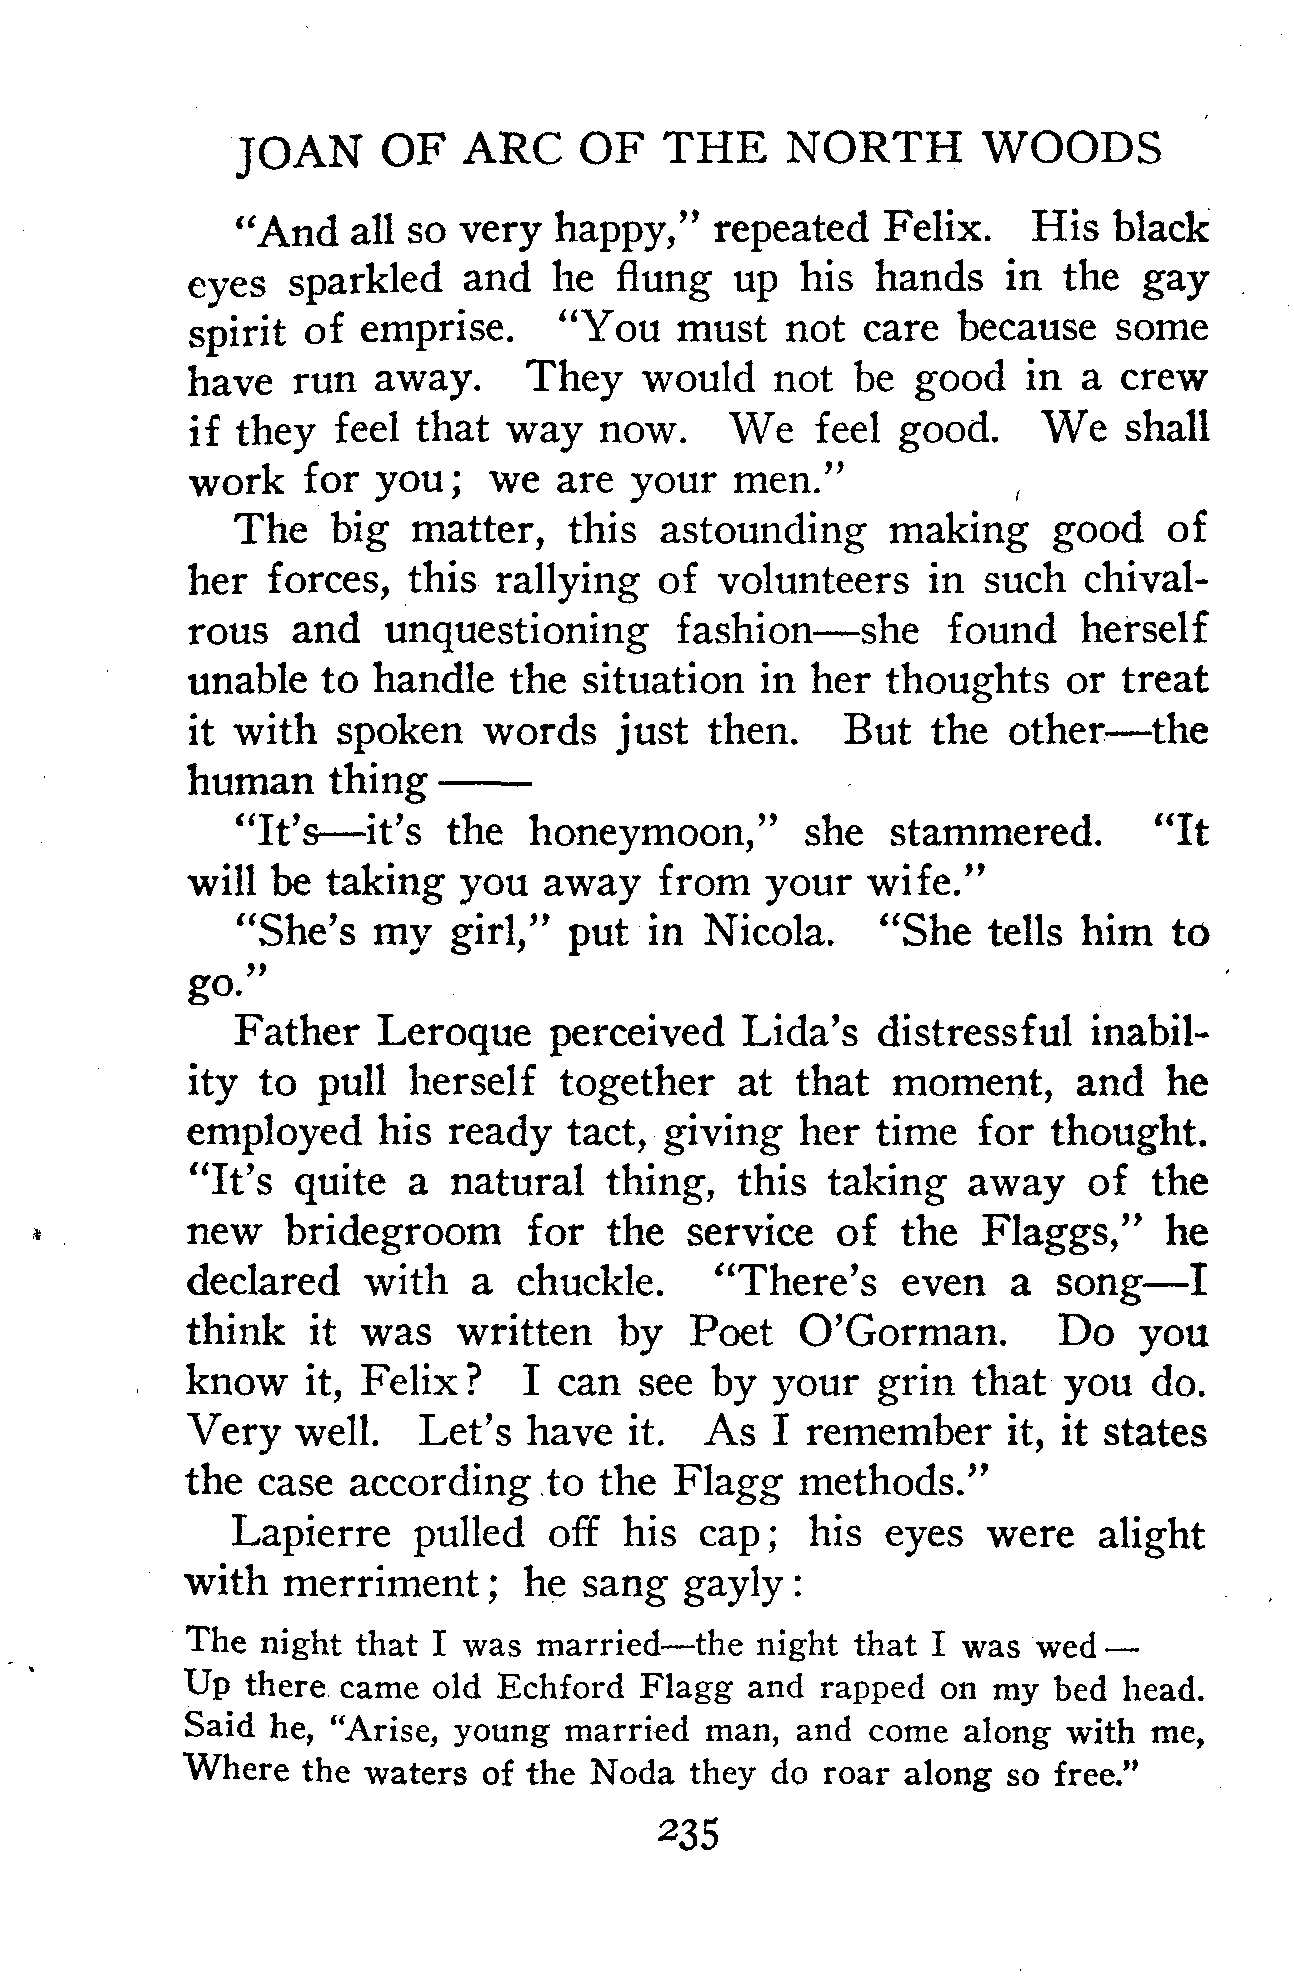 JOAN OF ARC OF THE NORTH WOODS
“And all so very happy,” repeated Felix. His black
eyes sparkled and he flung up his hands in the gay
spirit of emprise. “You must not care because some
have run away. They would not be good in a crew
if they feel that way now. We feel good. We shall
work for you; we are your men.”
The big matter, this astounding making good of
her forces, this rallying of volunteers in such chival-
rous and unquestioning fashion—she found herself
unable to handle the situation in her thoughts or treat
it with spoken words just then. But the other—the
human thing——
“It’s—it’s the honeymoon,” she stammered. “It
will be taking you away from your wife.”
“She’s my girl,” put in Nicola. “She tells him to
go.”
Father Leroque perceived Lida’s distressful inabil-
ity to pull herself together at that moment, and he
employed his ready tact, giving her time for thought.
“It’s quite a natural thing, this taking away of the
new bridegroom for the service of the Flaggs,” he
declared with a chuckle. “There’s even a song—I
think it was written by Poet O’Gorman. Do you
know it, Felix? I can see by your grin that you do.
Very well. Let’s have it. As I remember it, it states
the case according to the Flagg methods.”
Lapierre pulled off his cap; his eyes were alight
with merriment; he sang gayly:
The night that I was married—the night that I was wed—
Up there came old Echford Flagg and rapped on my bed head.
Said he, “Arise, young married man, and come along with me,
Where the waters of the Noda they do roar along so free.”
235